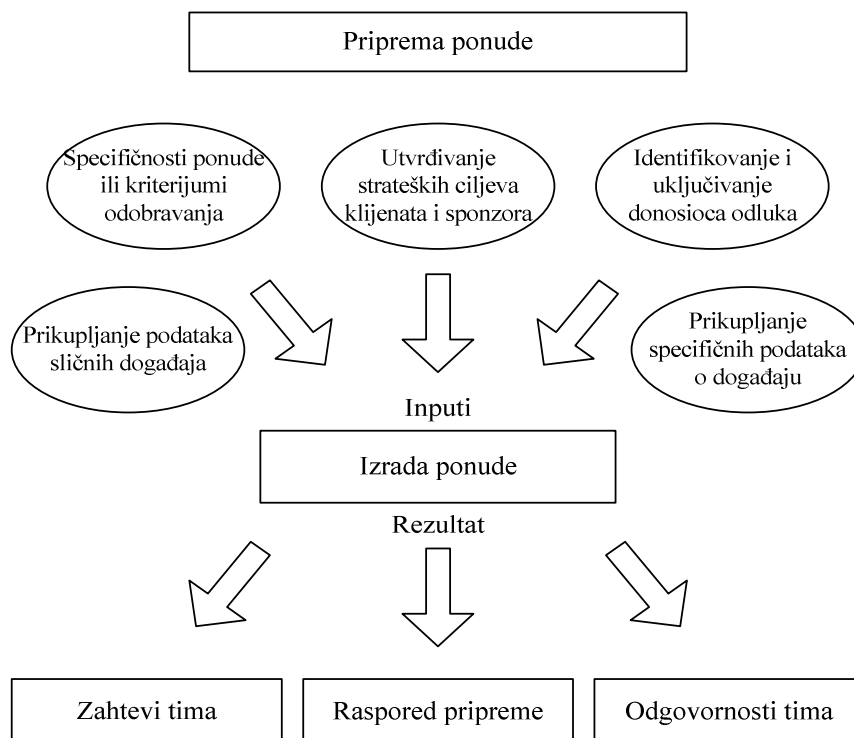 Priprema ponude
Specifičnosti ponude
ili kriterijumi
odobravanja
Utvrđivanje
strateških ciljeva
klijenata i sponzora
Identifikovanje i
uključivanje
donosioca odluka
Prikupljanje podataka
sličnih događaja
Prikupljanje
specifičnih podataka
o događaju
Inputi
Izrada ponude
Rezultat
Zahtevi tima
Raspored pripreme
Odgovornosti tima